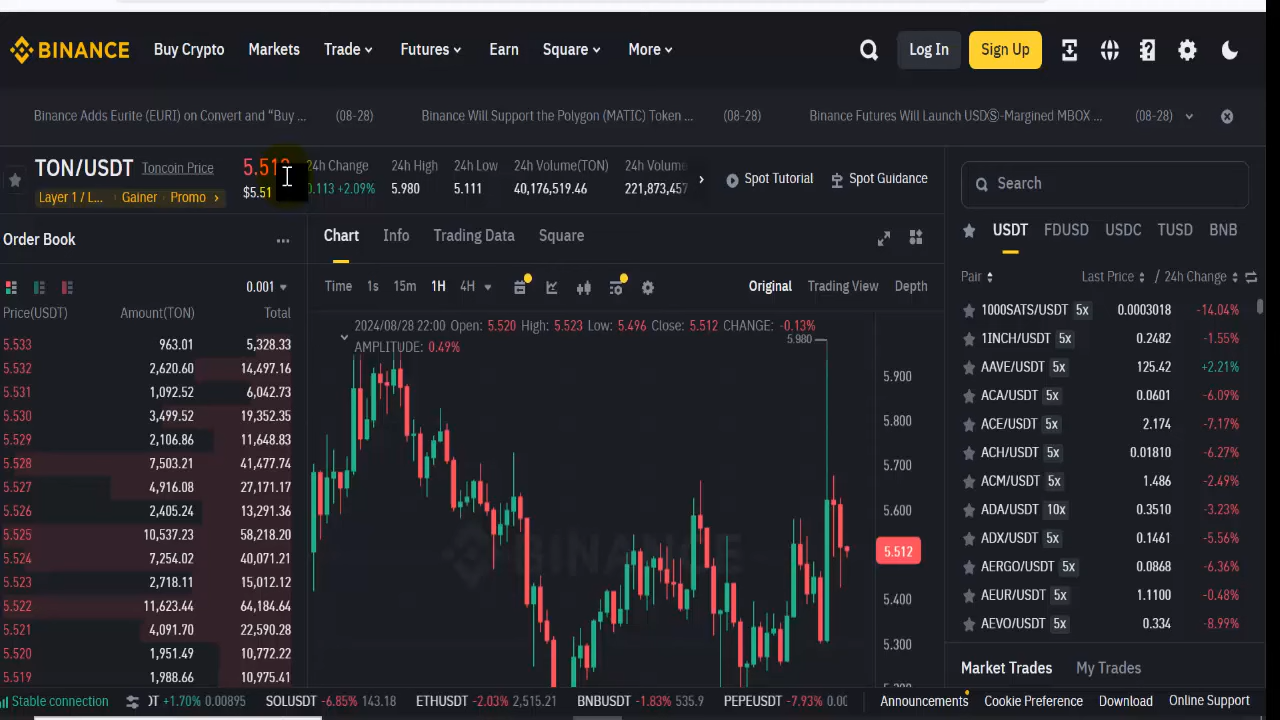 BINANCE Buy Crypto Markets Trade Futures Earn Square More Log In Sign Up
Binance Adds Eurite (EURI) on Convert and “Buy ... (08-28) Binance Will Support the Polygon (MATIC) Token ... (08-28) Binance Futures Will Launch USDⓈ-Margined MBOX ... (08-28)
TON/USDT Toncoin Price 5.512 24h Change 24h High 24h Low 24h Volume(TON) 24h Volume Spot Tutorial Spot Guidance
Layer 1 / L... Gainer Promo $5.51 0.113 +2.09% 5.980 5.111 40,176,519.46 221,873,457
Search
Order Book
Chart Info Trading Data Square
USDT FDUSD USDC TUSD BNB
Pair Last Price / 24h Change
0.001
Time 1s 15m 1H 4H Original Trading View Depth
Price(USDT) Amount(TON) Total
2024/08/28 22:00 Open: 5.520 High: 5.523 Low: 5.496 Close: 5.512 CHANGE: -0.13%
AMPLITUDE: 0.49%
5.980
5.900
5.800
5.700
5.600
5.512
5.400
5.300
BINANCE
5.533 963.01 5,328.33
5.532 2,620.60 14,497.16
5.531 1,092.52 6,042.73
5.530 3,499.52 19,352.35
5.529 2,106.86 11,648.83
5.528 7,503.21 41,477.74
5.527 4,916.08 27,171.17
5.526 2,405.24 13,291.36
5.525 10,537.23 58,218.20
5.524 7,254.02 40,071.21
5.523 2,718.11 15,012.12
5.522 11,623.44 64,184.64
5.521 4,091.70 22,590.28
5.520 1,951.49 10,772.22
5.519 1,988.66 10,975.41
1000SATS/USDT 5x 0.0003018 -14.04%
1INCH/USDT 5x 0.2482 -1.55%
AAVE/USDT 5x 125.42 +2.21%
ACA/USDT 5x 0.0601 -6.09%
ACE/USDT 5x 2.174 -7.17%
ACH/USDT 5x 0.01810 -6.27%
ACM/USDT 5x 1.486 -2.49%
ADA/USDT 10x 0.3510 -3.23%
ADX/USDT 5x 0.1461 -5.56%
AERGO/USDT 5x 0.0868 -6.36%
AEUR/USDT 5x 1.1100 -0.48%
AEVO/USDT 5x 0.334 -8.99%
Market Trades My Trades
Stable connection DT +1.70% 0.00895 SOLUSDT -6.85% 143.18 ETHUSDT -2.03% 2,515.21 BNBUSDT -1.83% 535.9 PEPEUSDT -7.93% 0.00 Announcements Cookie Preference Download Online Support